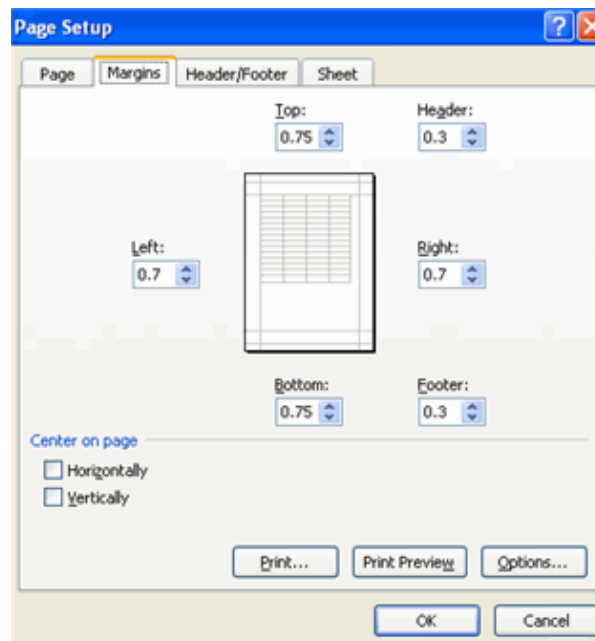 Page Setup
Page Margins Header/Footer Sheet
Top: Header:
0.75 0.3
Left: Right:
0.7 0.7
Bottom: Footer:
0.75 0.3
Center on page
Horizontally
Vertically
Print... Print Preview Options...
OK Cancel